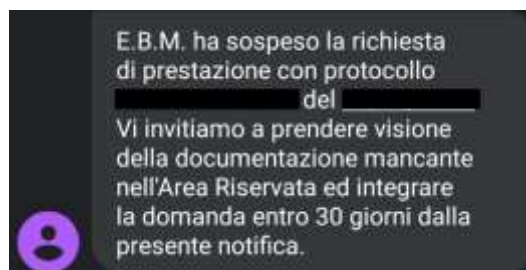 E.B.M. ha sospeso la richiesta
di prestazione con protocollo
del
Vi invitiamo a prendere visione
della documentazione mancante
nell'Area Riservata ed integrare
la domanda entro 30 giorni dalla
presente notifica.